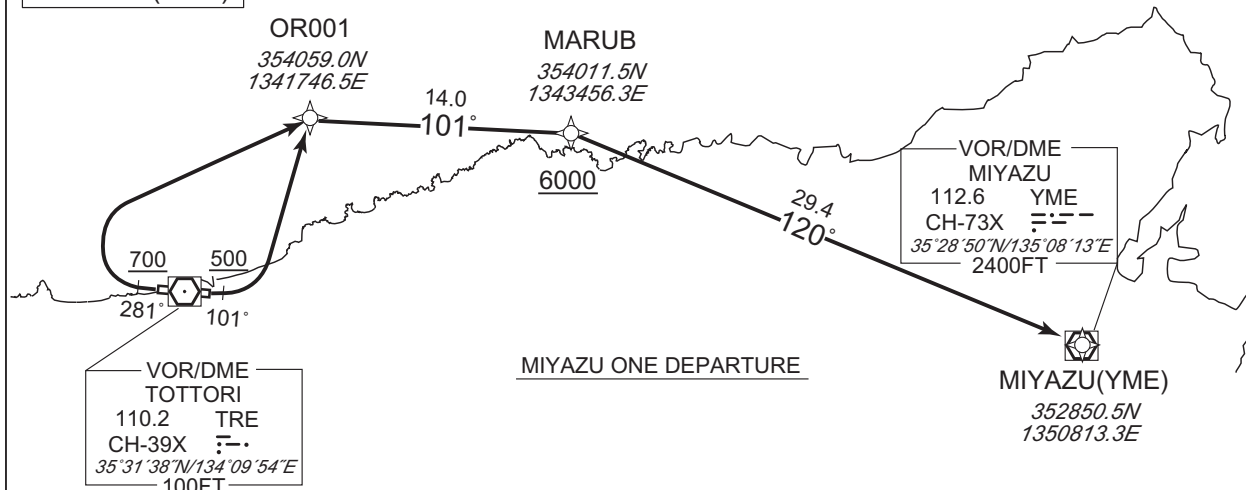 OR001
354059.0N
1341746.5E
MARUB
354011.5N
1343456.3E
14.0
101°
6000
29.4
120°
VOR/DME
MIYAZU
112.6 YME
CH-73X
35°28´50˝N/135°08´13˝E
2400FT
700
500
281°
101°
VOR/DME
TOTTORI
110.2 TRE
CH-39X
35°31´38˝N/134°09´54˝E
100FT
MIYAZU ONE DEPARTURE
MIYAZU(YME)
352850.5N
1350813.3E